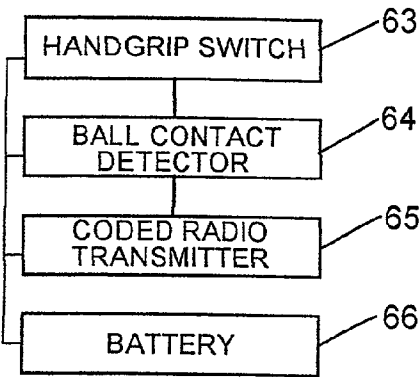 HANDGRIP SWITCH
63
BALL CONTACT
DETECTOR
64
CODED RADIO
TRANSMITTER
65
BATTERY
66